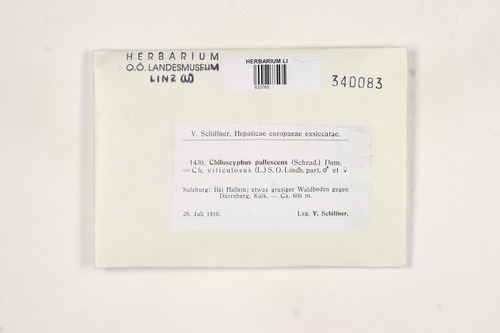 HERBARIUM
O.Ö. LANDESMUSEUM
LINZ (LI)
HERBARIUM LI
340083
V. Schiffner, Hepaticae europaeae exsiccatae.
1430. Chiloscyphus pallescens (Schrad.) Dum.
= Ch. viticulosus (L.) S. O. Lindb. part. ♂ et ♀
Salzburg: Bei Hallein; etwas grasiger Waldboden gegen
Dürrnberg, Kalk. — Ca. 600 m.
28. Juli 1910. Leg. V. Schiffner.